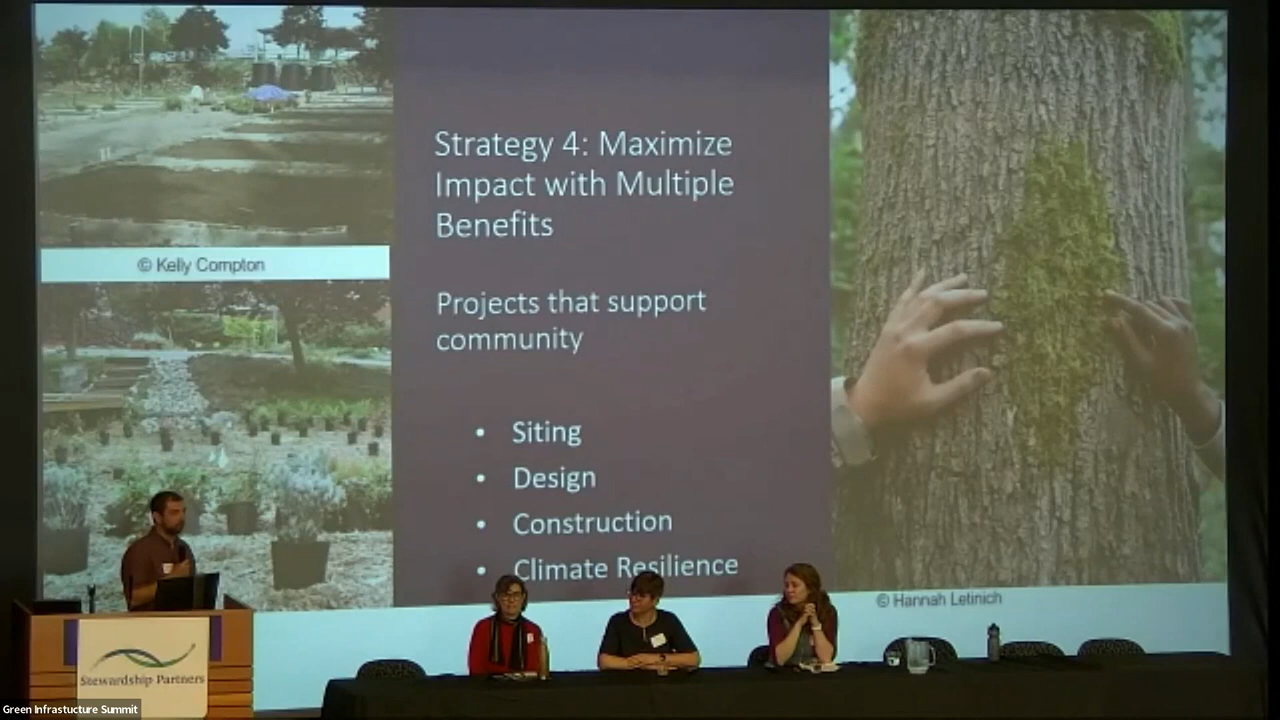 Strategy 4: Maximize
Impact with Multiple
Benefits
© Kelly Compton
Projects that support
community
• Siting
• Design
• Construction
• Climate Resilience
© Hannah Letinich
Stewardship Partners
Green Infrastucture Summit